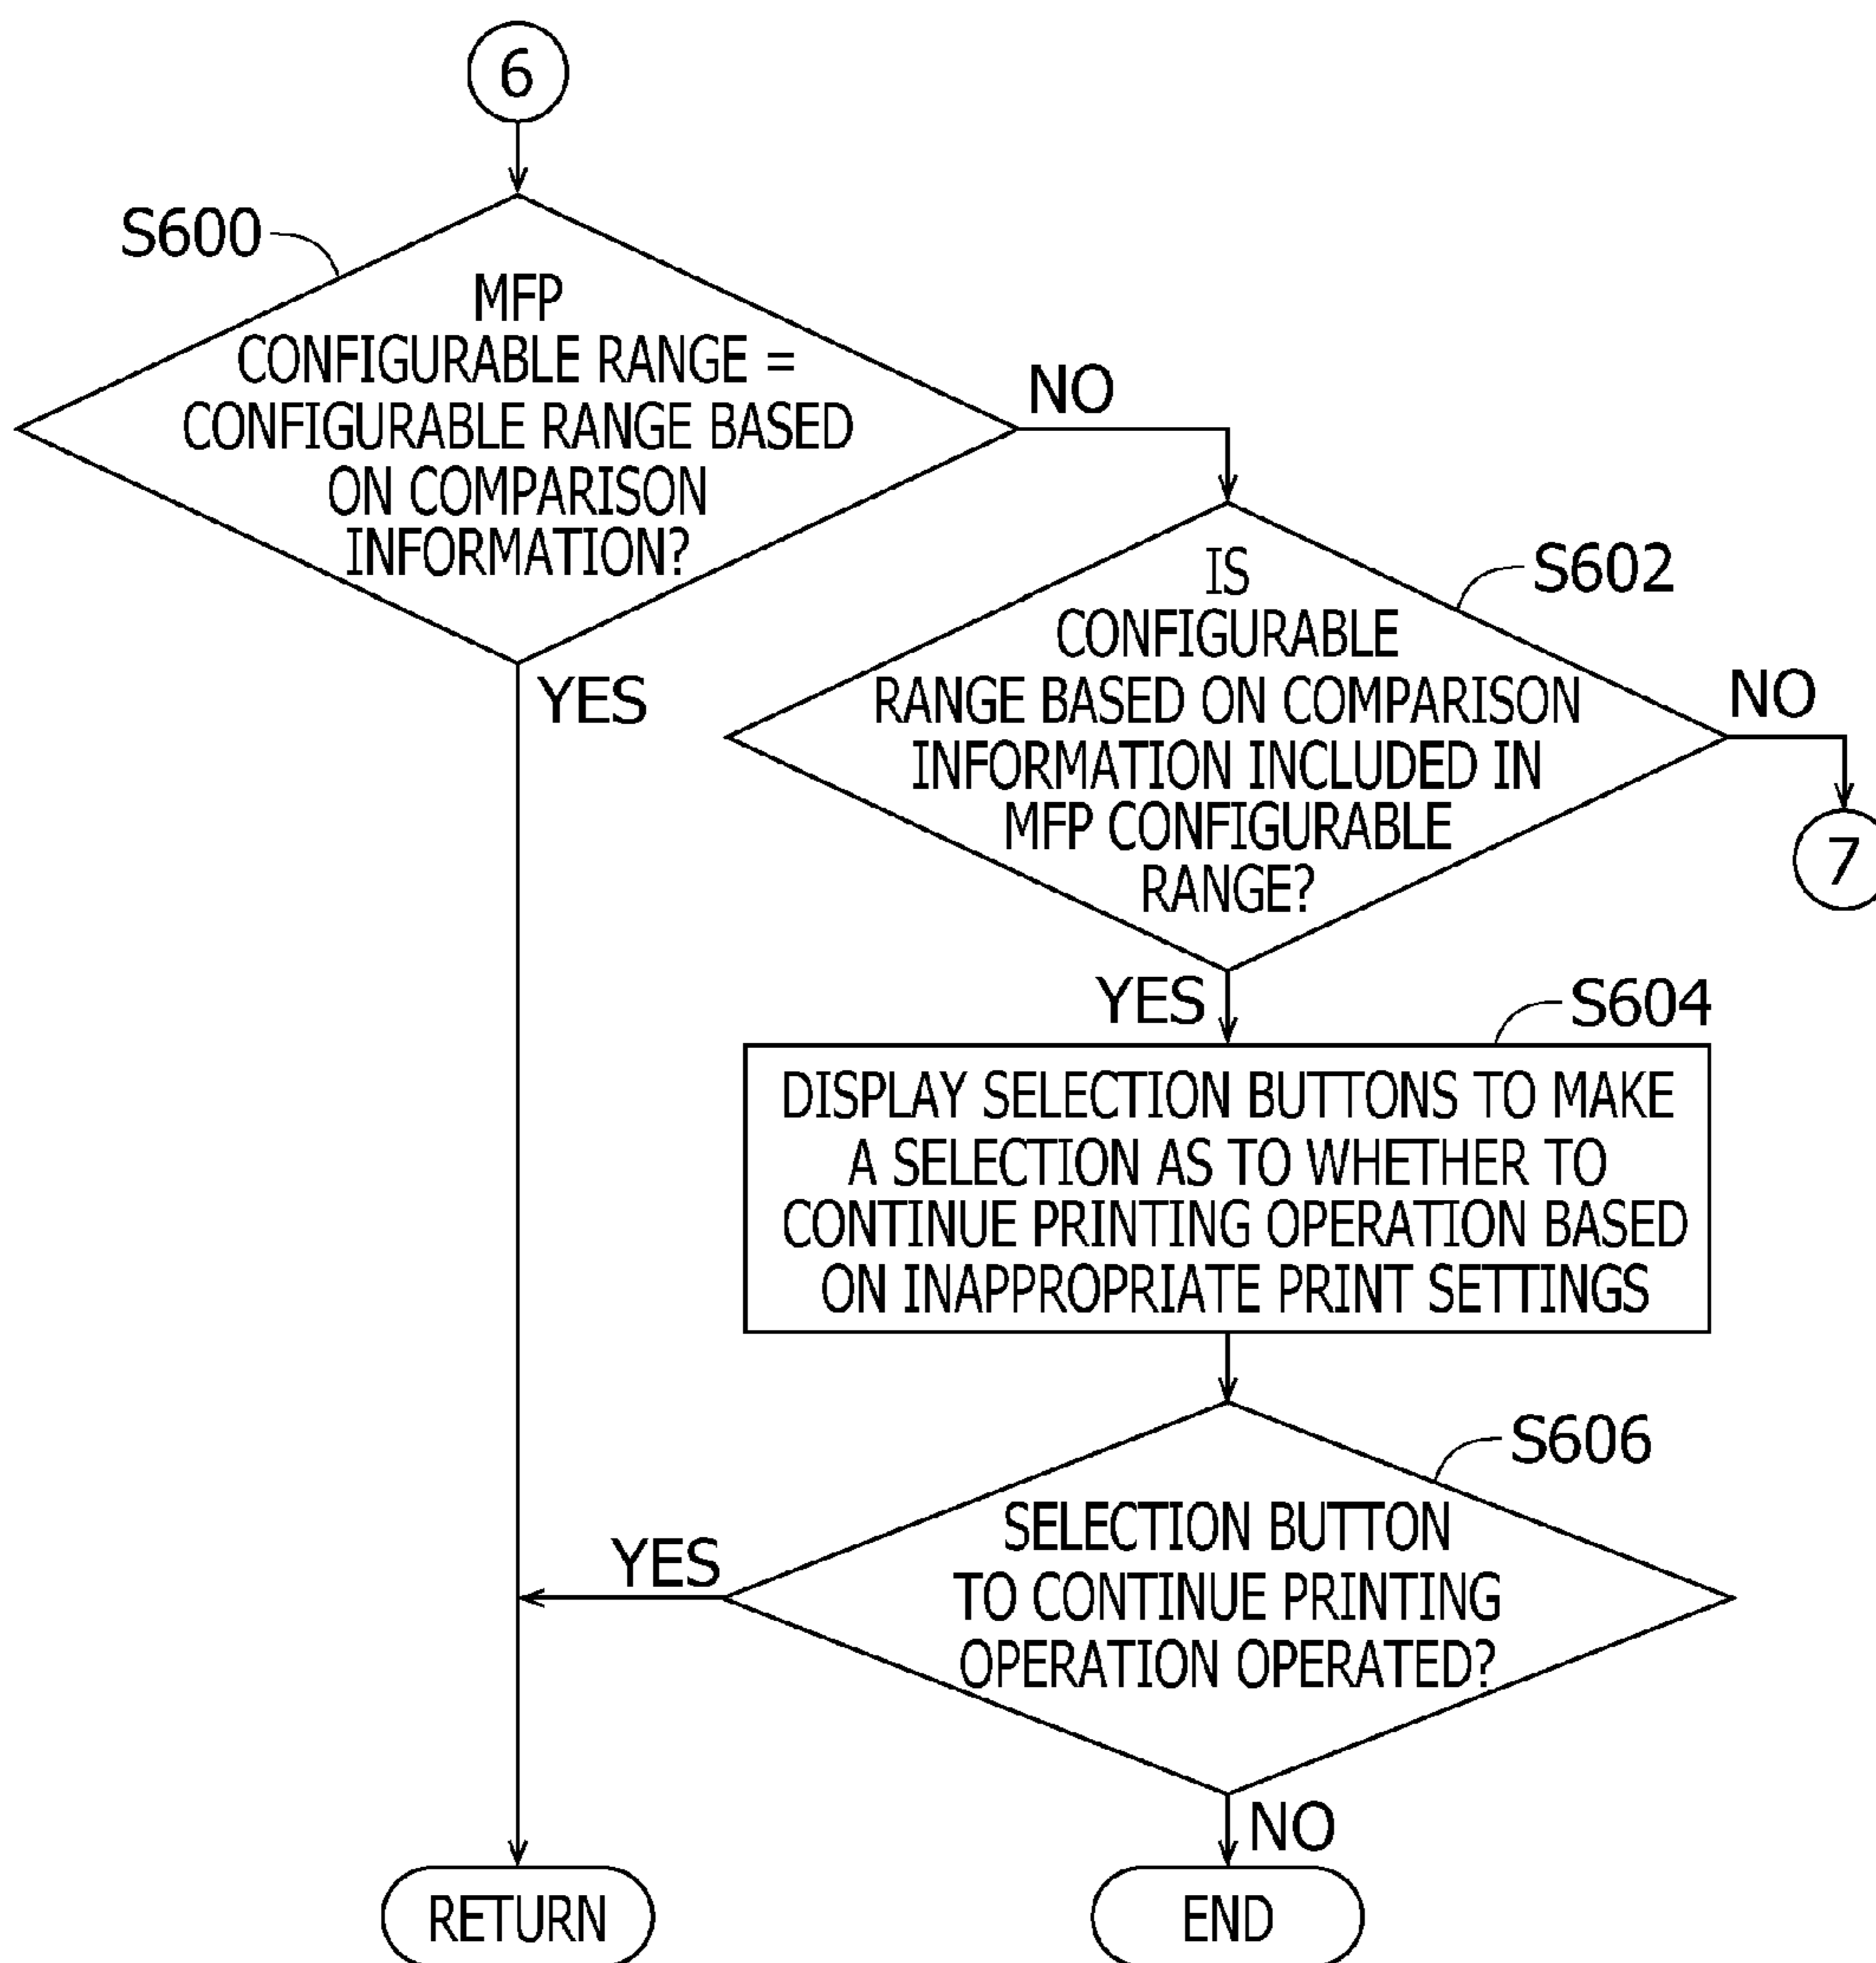 6
S600
MFP
CONFIGURABLE RANGE =
CONFIGURABLE RANGE BASED
ON COMPARISON
INFORMATION?
NO
YES
S602
IS
CONFIGURABLE
RANGE BASED ON COMPARISON
INFORMATION INCLUDED IN
MFP CONFIGURABLE
RANGE?
NO
7
YES
S604
DISPLAY SELECTION BUTTONS TO MAKE
A SELECTION AS TO WHETHER TO
CONTINUE PRINTING OPERATION BASED
ON INAPPROPRIATE PRINT SETTINGS
S606
SELECTION BUTTON
TO CONTINUE PRINTING
OPERATION OPERATED?
YES
NO
RETURN
END